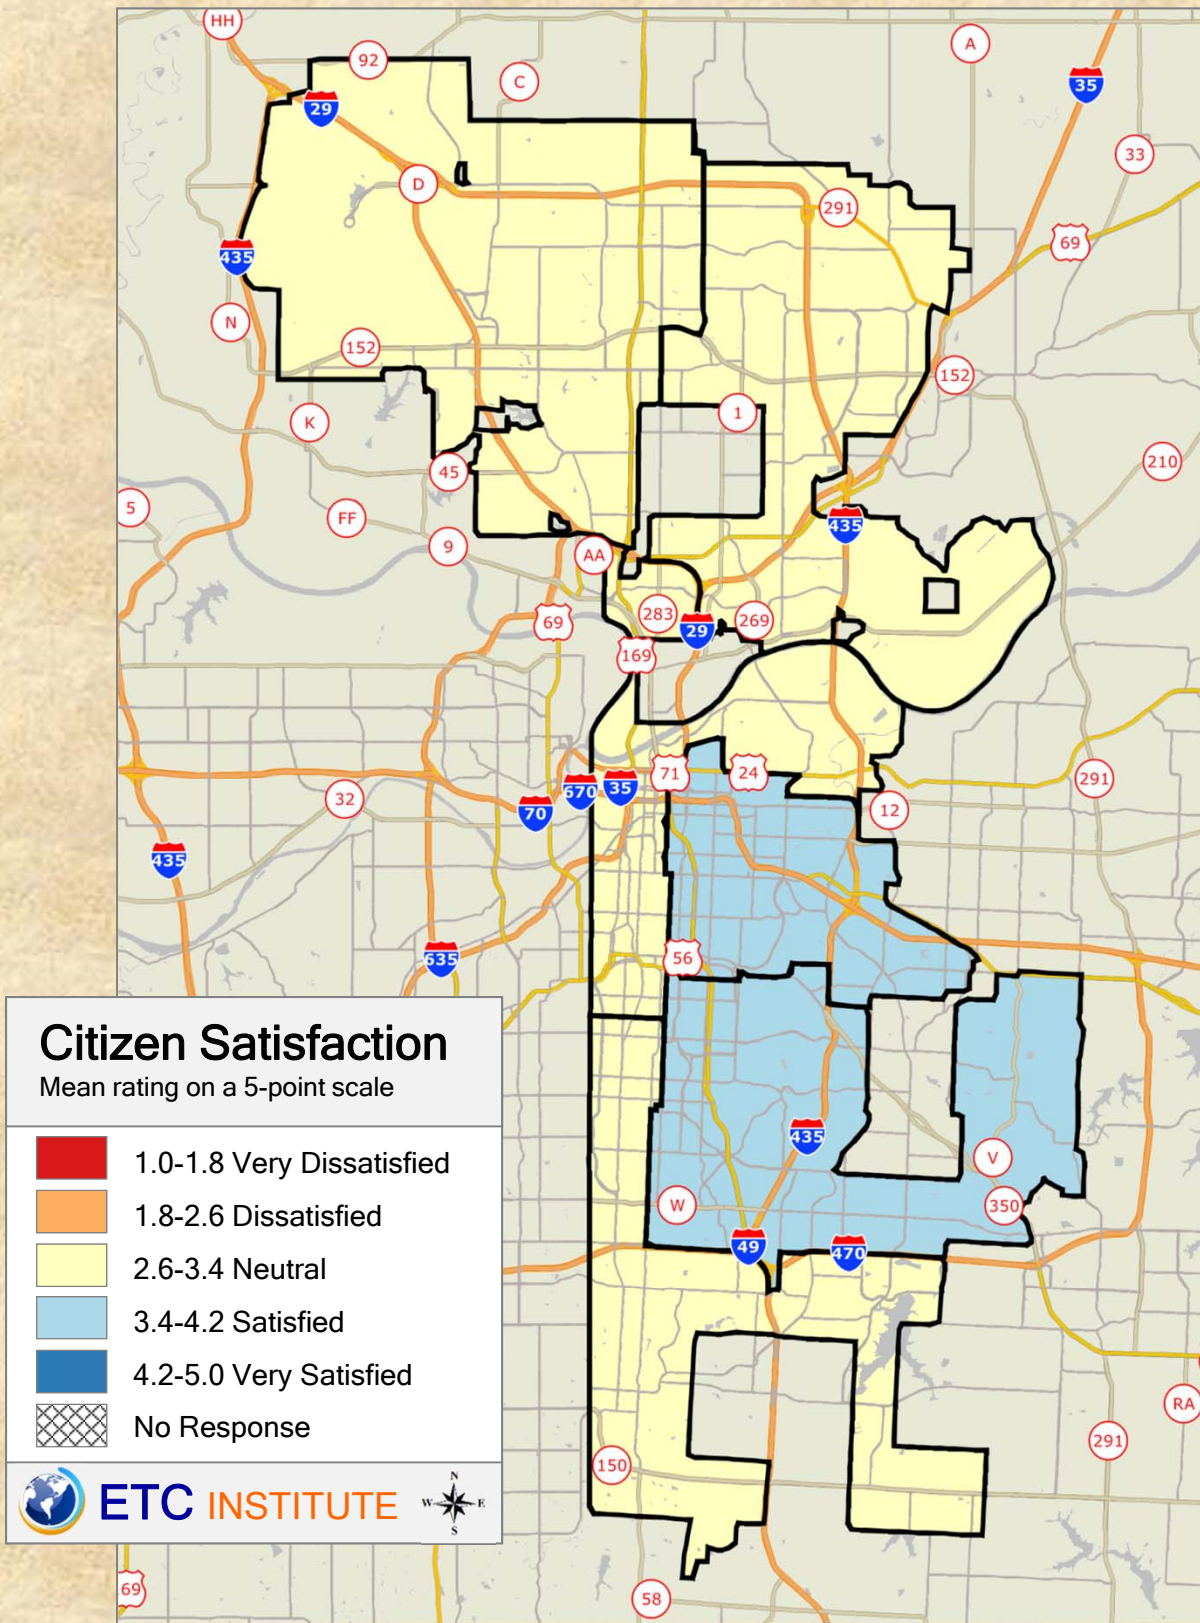 HH
92
C
A
29
35
33
D
291
69
435
N
152
152
K
1
45
210
5
FF
435
9
AA
283
69
29
269
169
71
24
291
670
35
32
70
12
435
56
635
Citizen Satisfaction
Mean rating on a 5-point scale
1.0-1.8 Very Dissatisfied
1.8-2.6 Dissatisfied
2.6-3.4 Neutral
3.4-4.2 Satisfied
4.2-5.0 Very Satisfied
No Response
ETC INSTITUTE
N
W E
S
435
V
W
350
49
470
RA
291
150
69
58